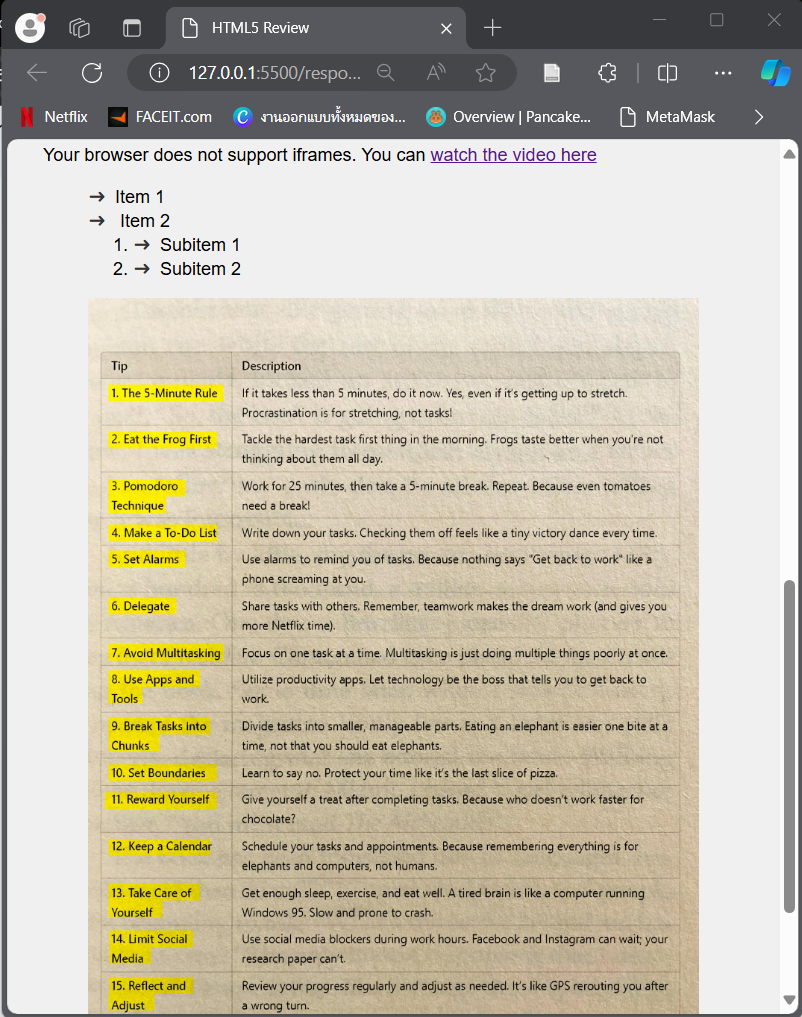 HTML5 Review
127.0.0.1:5500/respo...
Netflix
FACEIT.com
งานออกแบบทั้งหมดของ...
Overview | Pancake...
MetaMask
Your browser does not support iframes. You can watch the video here
➔ Item 1
➔ Item 2
1. ➔ Subitem 1
2. ➔ Subitem 2
Tip Description
1. The 5-Minute Rule If it takes less than 5 minutes, do it now. Yes, even if it's getting up to stretch.
Procrastination is for stretching, not tasks!
2. Eat the Frog First Tackle the hardest task first thing in the morning. Frogs taste better when you're not
thinking about them all day.
3. Pomodoro Work for 25 minutes, then take a 5-minute break. Repeat. Because even tomatoes
Technique need a break!
4. Make a To-Do List Write down your tasks. Checking them off feels like a tiny victory dance every time.
5. Set Alarms Use alarms to remind you of tasks. Because nothing says "Get back to work" like a
phone screaming at you.
6. Delegate Share tasks with others. Remember, teamwork makes the dream work (and gives you
more Netflix time).
7. Avoid Multitasking Focus on one task at a time. Multitasking is just doing multiple things poorly at once.
8. Use Apps and Utilize productivity apps. Let technology be the boss that tells you to get back to
Tools work.
9. Break Tasks into Divide tasks into smaller, manageable parts. Eating an elephant is easier one bite at a
Chunks time, not that you should eat elephants.
10. Set Boundaries Learn to say no. Protect your time like it's the last slice of pizza.
11. Reward Yourself Give yourself a treat after completing tasks. Because who doesn't work faster for
chocolate?
12. Keep a Calendar Schedule your tasks and appointments. Because remembering everything is for
elephants and computers, not humans.
13. Take Care of Get enough sleep, exercise, and eat well. A tired brain is like a computer running
Yourself Windows 95. Slow and prone to crash.
14. Limit Social Use social media blockers during work hours. Facebook and Instagram can wait; your
Media research paper can't.
15. Reflect and Review your progress regularly and adjust as needed. It's like GPS rerouting you after
Adjust a wrong turn.